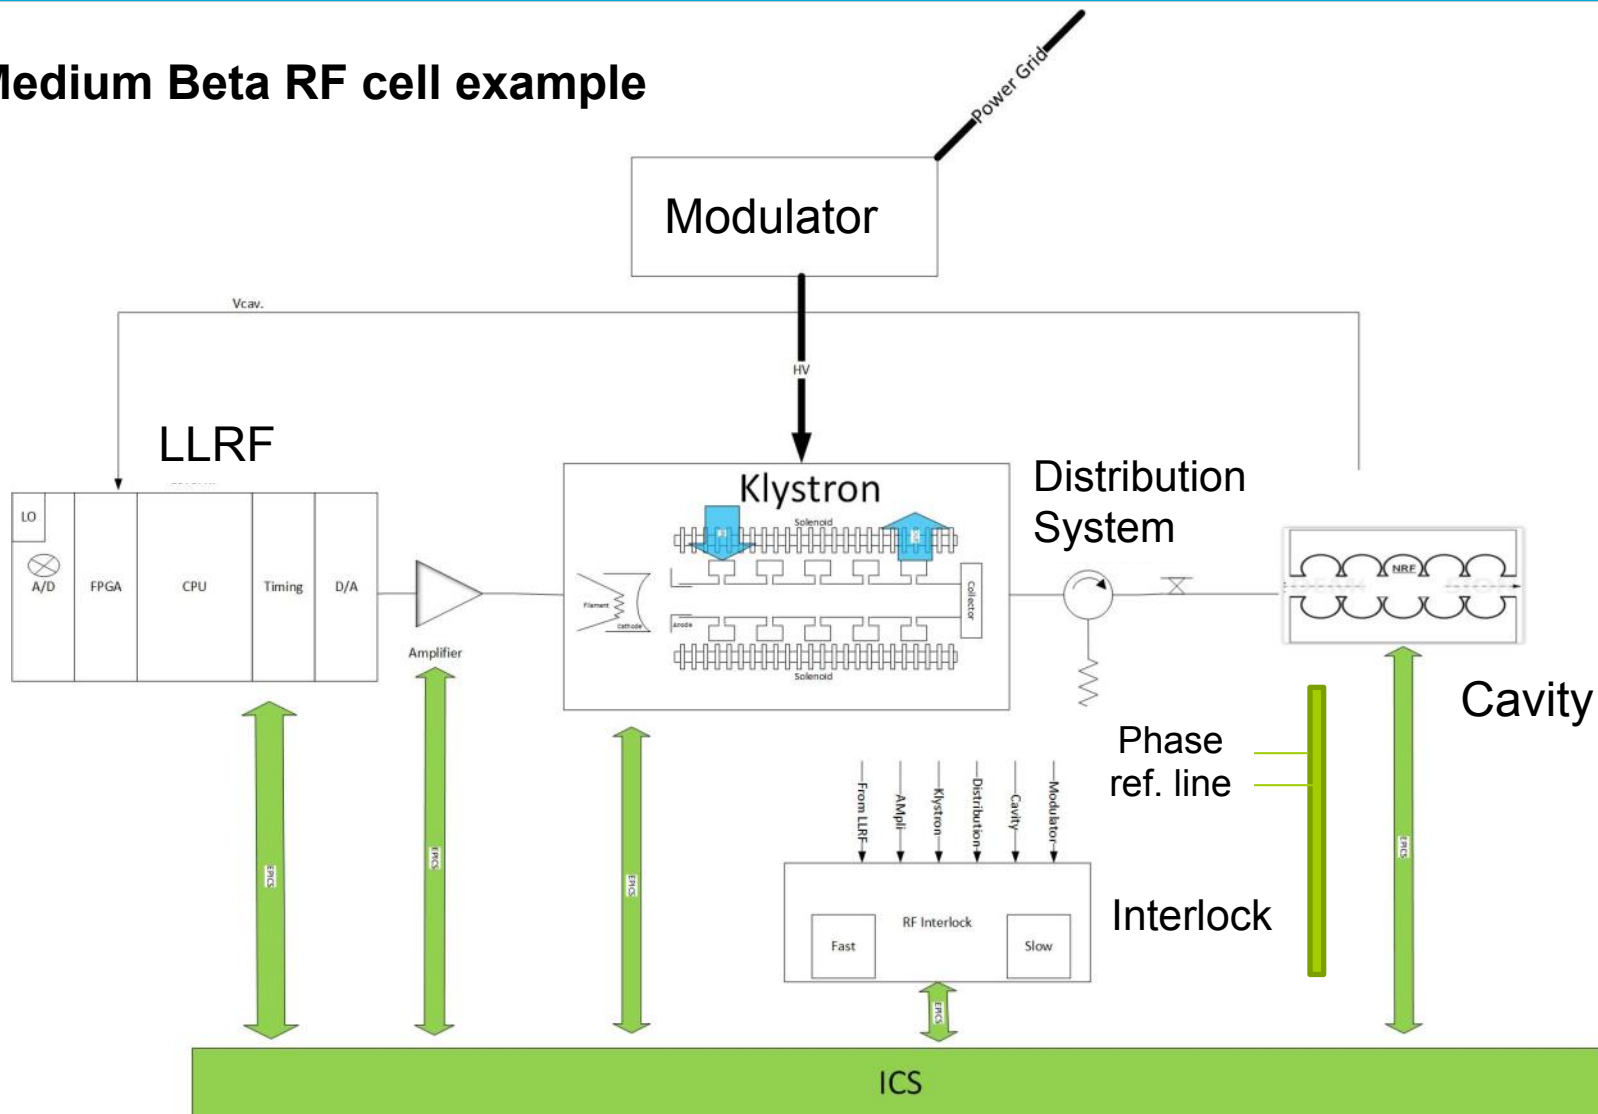 Medium Beta RF cell example
Power Grid
Modulator
Vcav.
HV
LLRF
Klystron
Distribution
System
Solenoid
LO
A/D
FPGA
CPU
Timing
D/A
Amplifier
Filament
Cathode
Anode
Collector
Solenoid
NRF
Cavity
Phase
ref. line
From LLRF
AMpli
Klystron
Distribution
Cavity
Modulator
RF Interlock
Fast
Slow
Interlock
EPICS
EPICS
EPICS
EPICS
EPICS
ICS